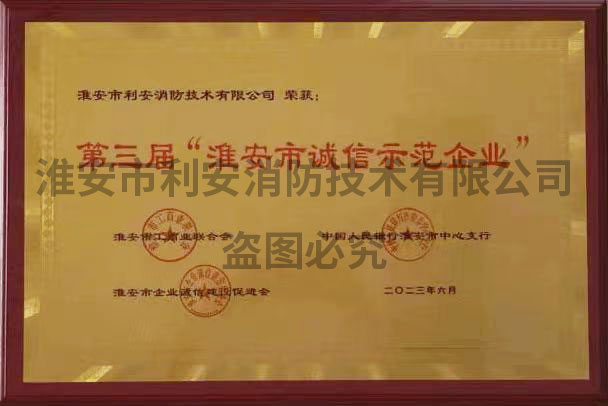 淮安市利安消防技术有限公司 荣获：
第三届“淮安市诚信示范企业”
淮安市利安消防技术有限公司
淮安市工商业联合会 中国人民银行淮安市中心支行
盗图必究
淮安市企业诚信建设促进会 二〇二三年六月